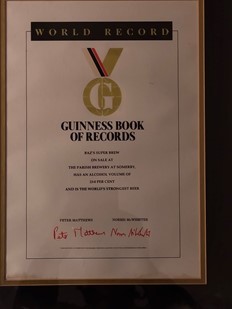 WORLD RECORD
GUINNESS BOOK
OF RECORDS
BAZ'S SUPER BREW
ON SALE AT
THE PARISH BREWERY AT SOMERBY,
HAS AN ALCOHOL VOLUME OF
PER CENT
AND IS THE WORLD'S STRONGEST BEER
PETER MATTHEWS
NORRIS McWHIRTER